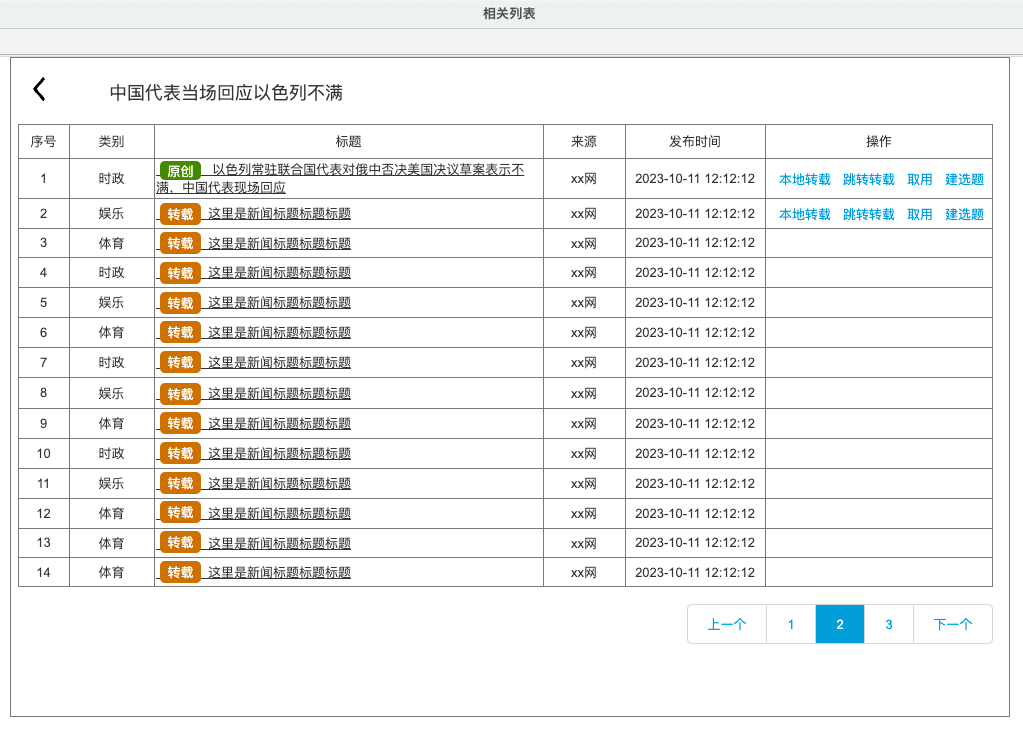 相关列表
中国代表当场回应以色列不满
序号 类别 标题 来源 发布时间 操作
1 时政 原创 以色列常驻联合国代表对俄中否决美国决议草案表示不 xx网 2023-10-11 12:12:12 本地转载 跳转转载 取用 建选题
满，中国代表现场回应
2 娱乐 转载 这里是新闻标题标题标题 xx网 2023-10-11 12:12:12 本地转载 跳转转载 取用 建选题
3 体育 转载 这里是新闻标题标题标题 xx网 2023-10-11 12:12:12
4 时政 转载 这里是新闻标题标题标题 xx网 2023-10-11 12:12:12
5 娱乐 转载 这里是新闻标题标题标题 xx网 2023-10-11 12:12:12
6 体育 转载 这里是新闻标题标题标题 xx网 2023-10-11 12:12:12
7 时政 转载 这里是新闻标题标题标题 xx网 2023-10-11 12:12:12
8 娱乐 转载 这里是新闻标题标题标题 xx网 2023-10-11 12:12:12
9 体育 转载 这里是新闻标题标题标题 xx网 2023-10-11 12:12:12
10 时政 转载 这里是新闻标题标题标题 xx网 2023-10-11 12:12:12
11 娱乐 转载 这里是新闻标题标题标题 xx网 2023-10-11 12:12:12
12 体育 转载 这里是新闻标题标题标题 xx网 2023-10-11 12:12:12
13 体育 转载 这里是新闻标题标题标题 xx网 2023-10-11 12:12:12
14 体育 转载 这里是新闻标题标题标题 xx网 2023-10-11 12:12:12
上一个 1 2 3 下一个